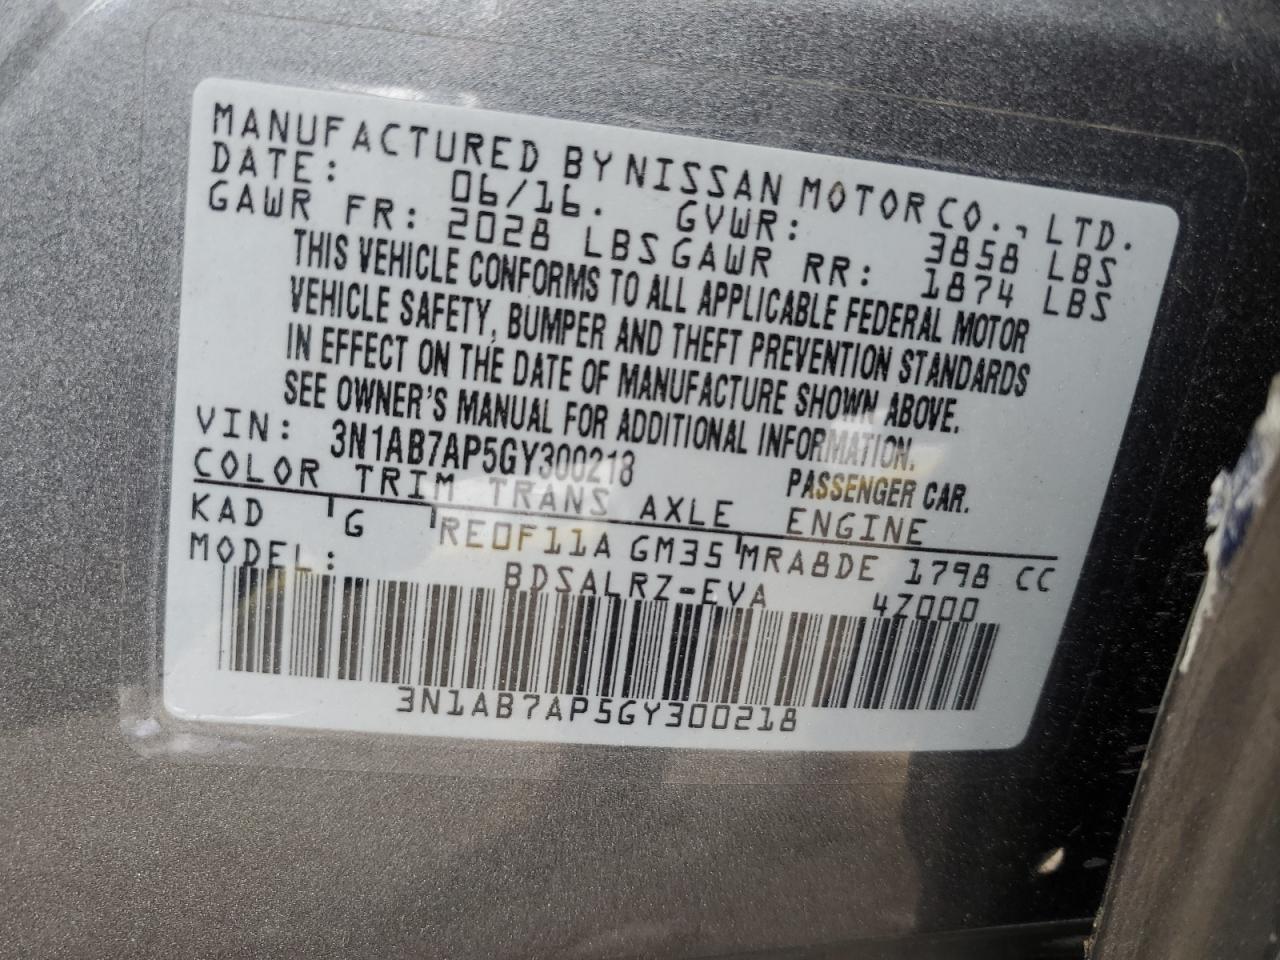 MANUFACTURED BY NISSAN MOTOR CO., LTD.
DATE: 06/16. GVWR: 3858 LBS
GAWR FR: 2028 LBS GAWR RR: 1874 LBS
THIS VEHICLE CONFORMS TO ALL APPLICABLE FEDERAL MOTOR
VEHICLE SAFETY, BUMPER AND THEFT PREVENTION STANDARDS
IN EFFECT ON THE DATE OF MANUFACTURE SHOWN ABOVE.
SEE OWNER'S MANUAL FOR ADDITIONAL INFORMATION.
VIN: 3N1AB7AP5GY300218 PASSENGER CAR.
COLOR TRIM TRANS AXLE ENGINE
KAD G RE0F11A GM35 MRA8DE 1798 CC
MODEL: BDSALRZ-EVA 4Z000
3N1AB7AP5GY300218